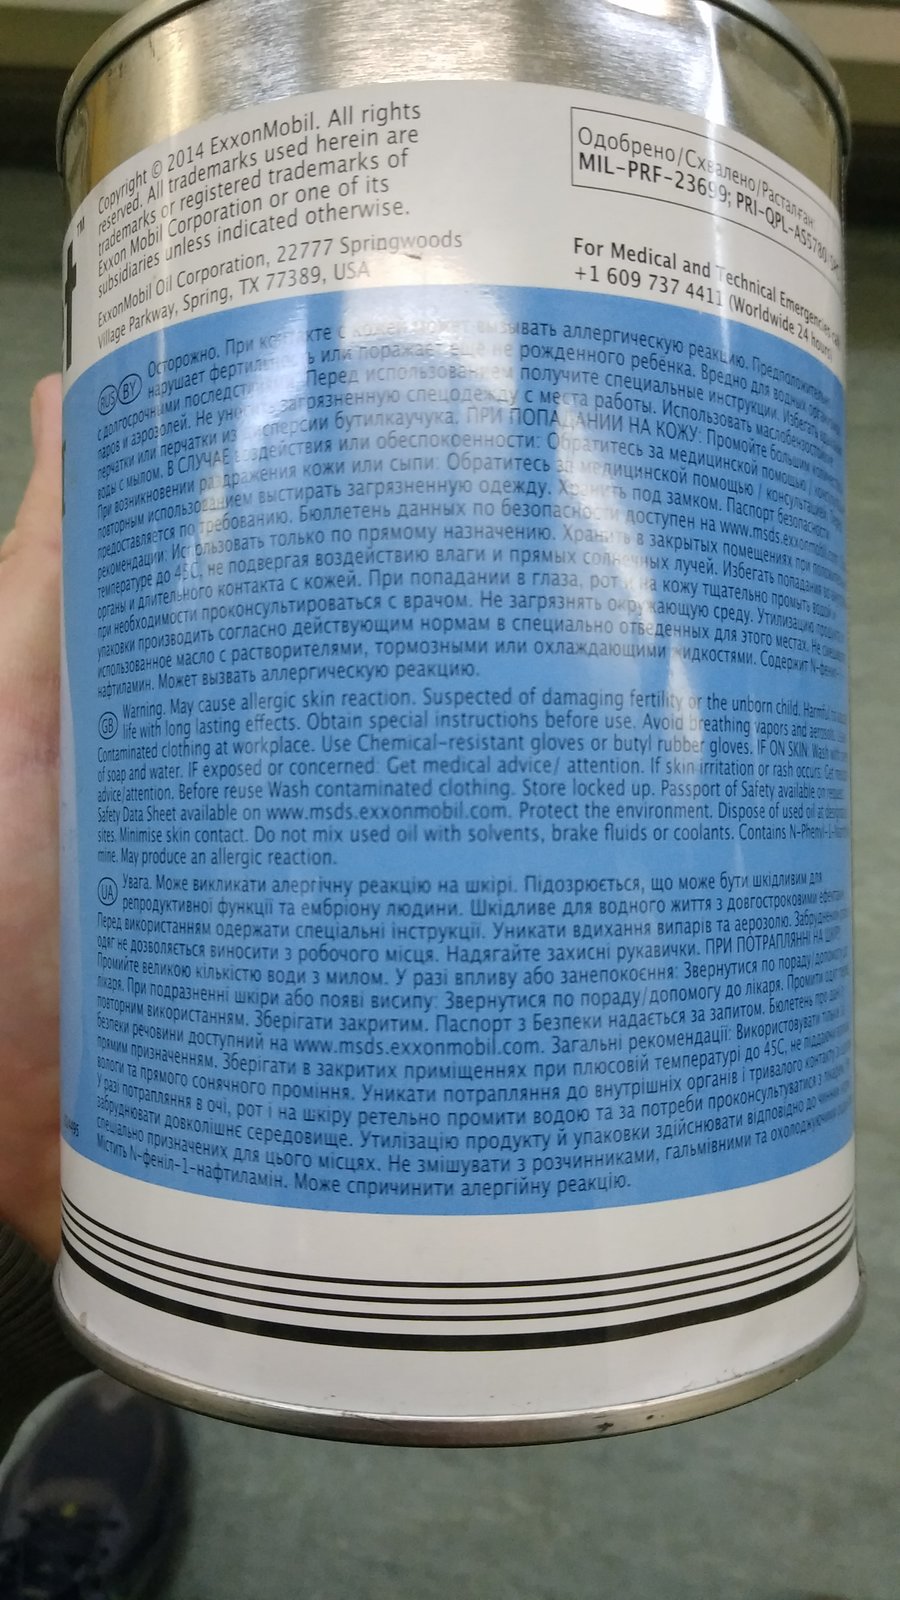 Copyright © 2014 ExxonMobil. All rights
reserved. All trademarks used herein are
trademarks or registered trademarks of
Exxon Mobil Corporation or one of its
subsidiaries unless indicated otherwise.
ExxonMobil Oil Corporation, 22777 Springwoods
Village Parkway, Spring, TX 77389, USA
Одобрено/Схвалено/Расталған:
MIL-PRF-23699; PRI-QPL-AS5780
For Medical and Technical Emergencies
+1 609 737 4411 (Worldwide 24 hours)
RUS BY Осторожно. При контакте с кожей может вызывать аллергическую реакцию. Предположительно
нарушает фертильность или поражает еще не рожденного ребёнка. Вредно для водных
с долгосрочными последствиями. Перед использованием получите специальные инструкции. Избегать
паров и аэрозолей. Не уносить загрязненную спецодежду с места работы. Использовать маслобензостойкие
перчатки или перчатки из дисперсии бутилкаучука. ПРИ ПОПАДАНИИ НА КОЖУ: Промойте большим
воды с мылом. В СЛУЧАЕ воздействия или обеспокоенности: Обратитесь за медицинской помощью /
При возникновении раздражения кожи или сыпи: Обратитесь за медицинской помощью / консультацией.
повторным использованием выстирать загрязненную одежду. Хранить под замком. Паспорт безопасности
предоставляется по требованию. Бюллетень данных по безопасности доступен на www.msds.exxonmobil.com
рекомендации. Использовать только по прямому назначению. Хранить в закрытых помещениях при
температуре до 45C, не подвергая воздействию влаги и прямых солнечных лучей. Избегать попадания
органы и длительного контакта с кожей. При попадании в глаза, рот и на кожу тщательно промыть водой
при необходимости проконсультироваться с врачом. Не загрязнять окружающую среду. Утилизацию
упаковки производить согласно действующим нормам в специально отведенных для этого местах. Не
использованное масло с растворителями, тормозными или охлаждающими жидкостями. Содержит N-фенил-
нафтиламин. Может вызвать аллергическую реакцию.
GB Warning. May cause allergic skin reaction. Suspected of damaging fertility or the unborn child. Harmful
life with long lasting effects. Obtain special instructions before use. Avoid breathing vapors and aerosols.
Contaminated clothing at workplace. Use Chemical-resistant gloves or butyl rubber gloves. IF ON SKIN: Wash
of soap and water. IF exposed or concerned: Get medical advice/ attention. If skin irritation or rash occurs: Get
advice/attention. Before reuse Wash contaminated clothing. Store locked up. Passport of Safety available on request
Safety Data Sheet available on www.msds.exxonmobil.com. Protect the environment. Dispose of used oil at
sites. Minimise skin contact. Do not mix used oil with solvents, brake fluids or coolants. Contains N-Phenyl-1-
mine. May produce an allergic reaction.
UA Увага. Може викликати алергічну реакцію на шкірі. Підозрюється, що може бути шкідливим для
репродуктивної функції та ембріону людини. Шкідливе для водного життя з довгостроковими
Перед використанням одержати спеціальні інструкції. Уникати вдихання випарів та аерозолю.
одяг не дозволяється виносити з робочого місця. Надягайте захисні рукавички. ПРИ ПОТРАПЛЯННІ НА
Промийте великою кількістю води з милом. У разі впливу або занепокоєння: Звернутися по пораду/допомогу до
лікаря. При подразненні шкіри або появі висипу: Звернутися по пораду/допомогу до лікаря. Промити одяг
повторним використанням. Зберігати закритим. Паспорт з Безпеки надається за запитом. Бюлетень про
безпеки речовини доступний на www.msds.exxonmobil.com. Загальні рекомендації: Використовувати
прямим призначенням. Зберігати в закритих приміщеннях при плюсовій температурі до 45C, не
вологи та прямого сонячного проміння. Уникати потрапляння до внутрішніх органів і тривалого контакту
У разі потрапляння в очі, рот і на шкіру ретельно промити водою та за потреби проконсультуватися з
забруднювати довколішнє середовище. Утилізацію продукту й упаковки здійснювати відповідно до
спеціально призначених для цього місцях. Не змішувати з розчинниками, гальмівними та
Містить N-феніл-1-нафтиламін. Може спричинити алергійну реакцію.